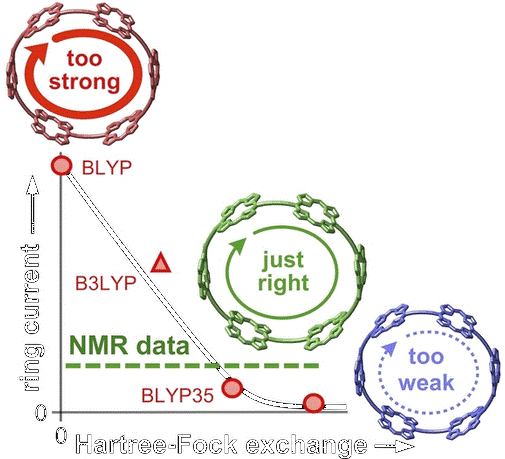 too
strong
BLYP
B3LYP
just
right
NMR data
BLYP35
too
weak
ring current
0
0
Hartree-Fock exchange